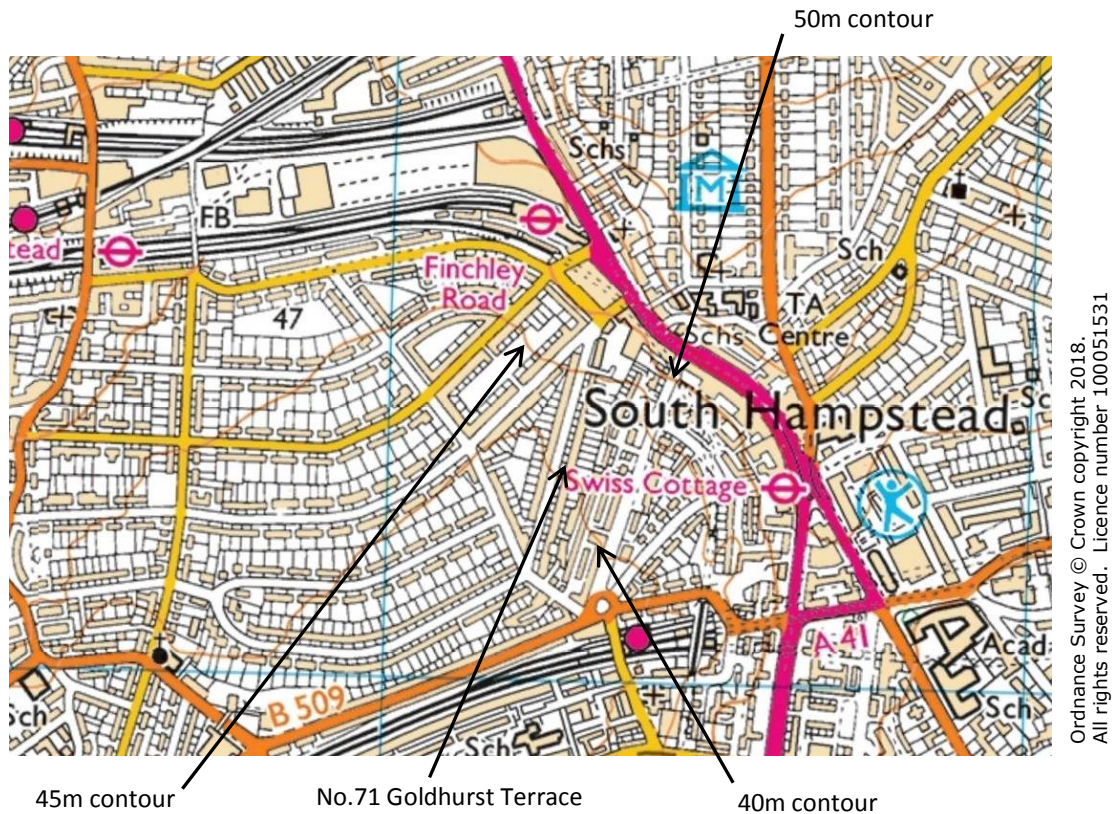 50m contour
Schs
FB
tead
Finchley
Road
Sch
47
TA
Schs Centre
South Hampstead
Sc
Swiss Cottage
A 41
Acad
B 509
Sch
Sch
Sch
45m contour
No.71 Goldhurst Terrace
40m contour
Ordnance Survey © Crown copyright 2018.
All rights reserved. Licence number 100051531